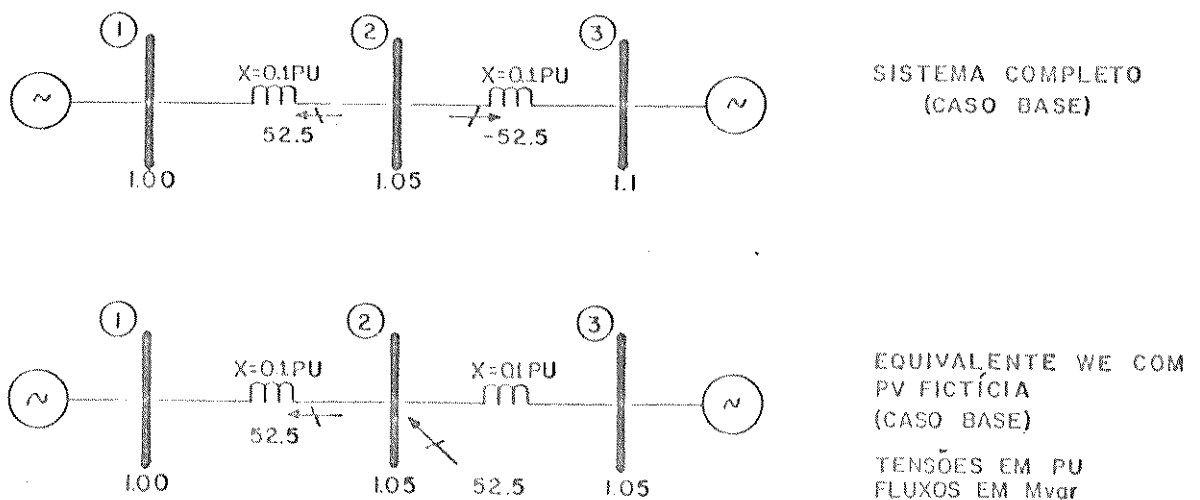 1 2 3
X=0.1PU X=0.1PU
52.5 -52.5
1.00 1.05 1.1
SISTEMA COMPLETO
(CASO BASE)
1 2 3
X=0.1PU X=01PU
52.5
1.00 1.05 52.5 1.05
EQUIVALENTE WE COM
PV FICTÍCIA
(CASO BASE)
TENSÕES EM PU
FLUXOS EM Mvar